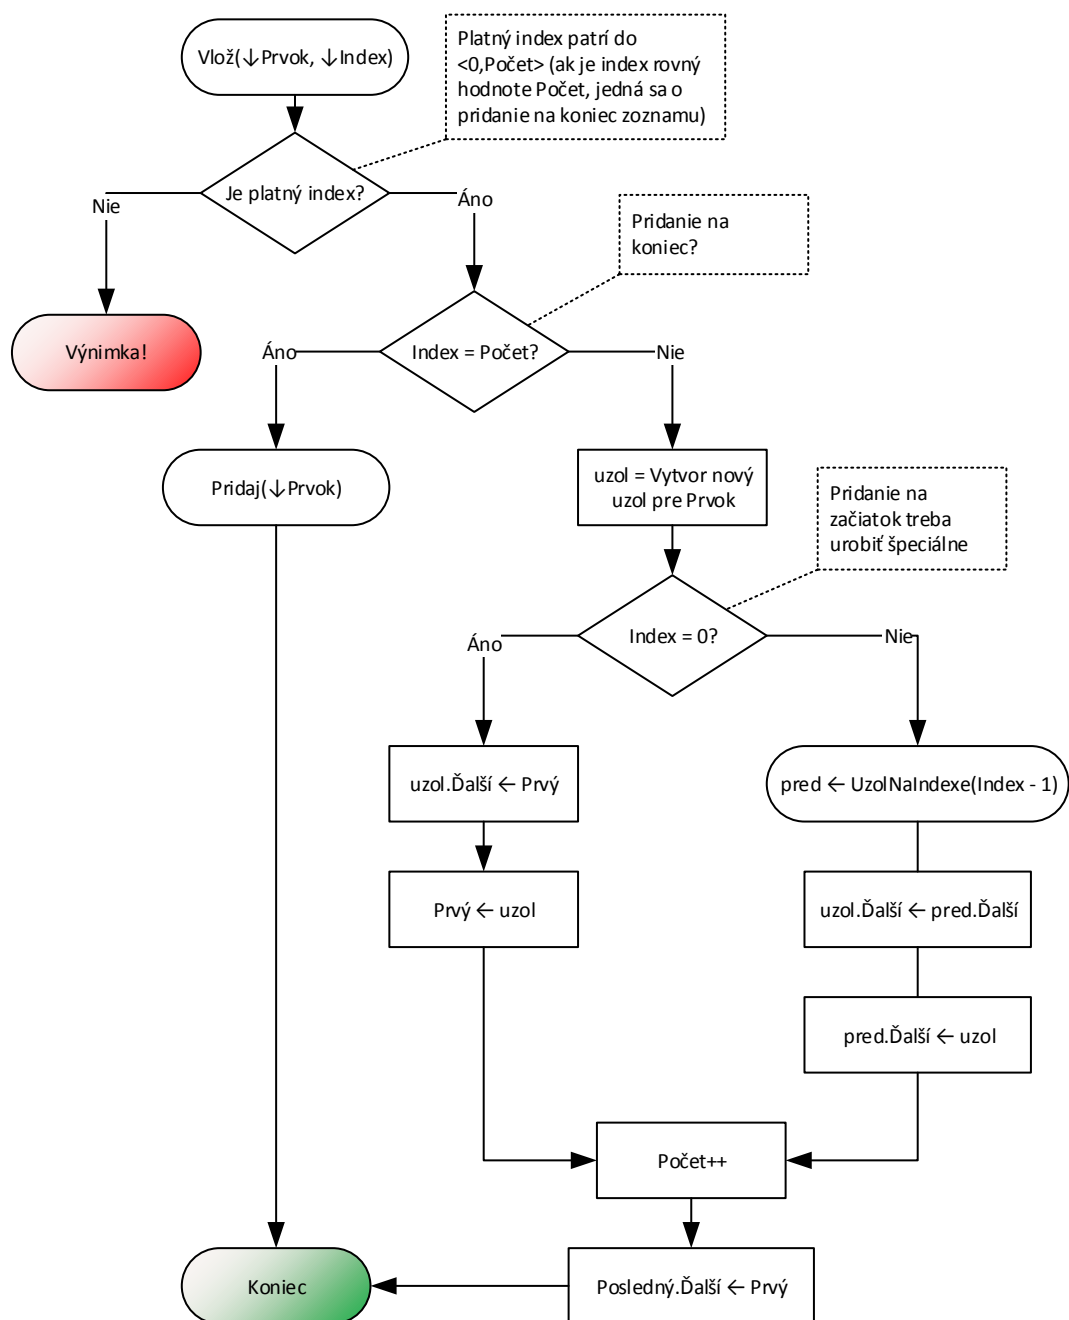 Vlož(↓Prvok, ↓Index)
Platný index patrí do
<0,Počet> (ak je index rovný
hodnote Počet, jedná sa o
pridanie na koniec zoznamu)
Je platný index?
Nie
Áno
Pridanie na
koniec?
Výnimka!
Áno
Index = Počet?
Nie
Pridaj(↓Prvok)
uzol = Vytvor nový
uzol pre Prvok
Pridanie na
začiatok treba
urobiť špeciálne
Áno
Index = 0?
Nie
uzol.Ďalší ← Prvý
pred ← UzolNaIndexe(Index - 1)
Prvý ← uzol
uzol.Ďalší ← pred.Ďalší
pred.Ďalší ← uzol
Počet++
Koniec
Posledný.Ďalší ← Prvý